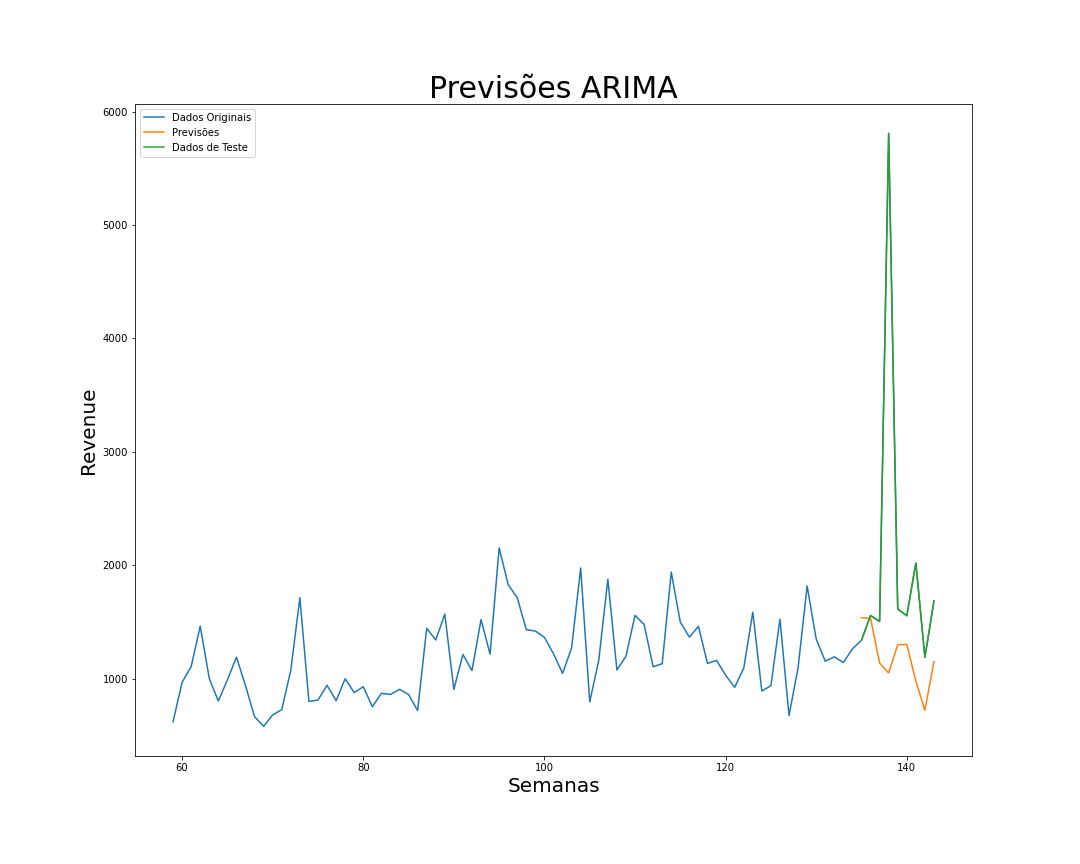 Previsões ARIMA
Dados Originais
Previsões
Dados de Teste
6000
5000
4000
3000
2000
1000
Revenue
60
80
100
120
140
Semanas